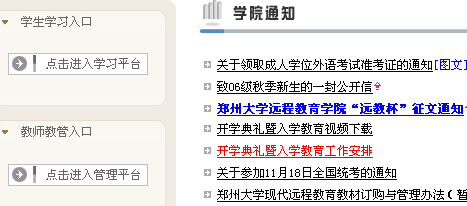 学生学习入口
点击进入学习平台
教师教管入口
点击进入管理平台
学院通知
关于领取成人学位外语考试准考证的通知[图文]
致06级秋季新生的一封公开信
郑州大学远程教育学院“远教杯”征文通知
开学典礼暨入学教育视频下载
开学典礼暨入学教育工作安排
关于参加11月18日全国统考的通知
郑州大学现代远程教育教材订购与管理办法（暂